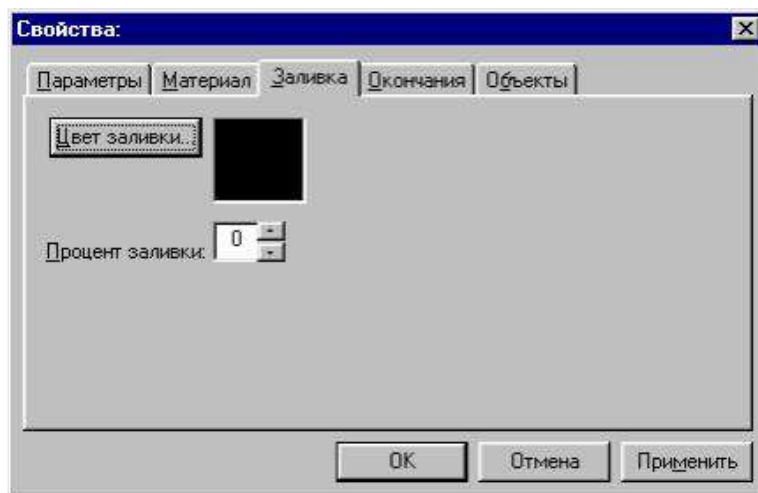 Свойства:
Параметры Материал Заливка Окончания Объекты
Цвет заливки...
Процент заливки: 0
OK Отмена Применить